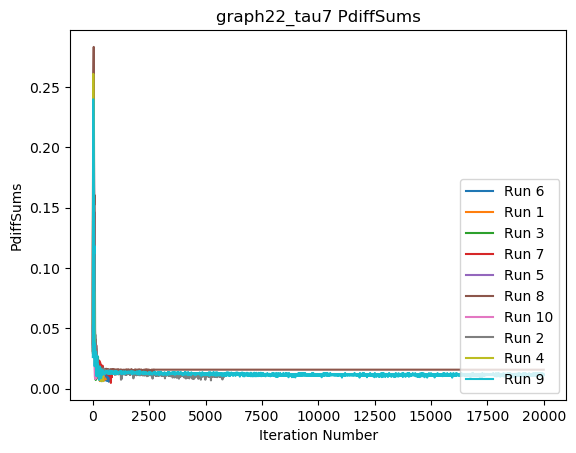 graph22_tau7 PdiffSums
PdiffSums
0.25
0.20
0.15
0.10
0.05
0.00
Run 6
Run 1
Run 3
Run 7
Run 5
Run 8
Run 10
Run 2
Run 4
Run 9
0 2500 5000 7500 10000 12500 15000 17500 20000
Iteration Number